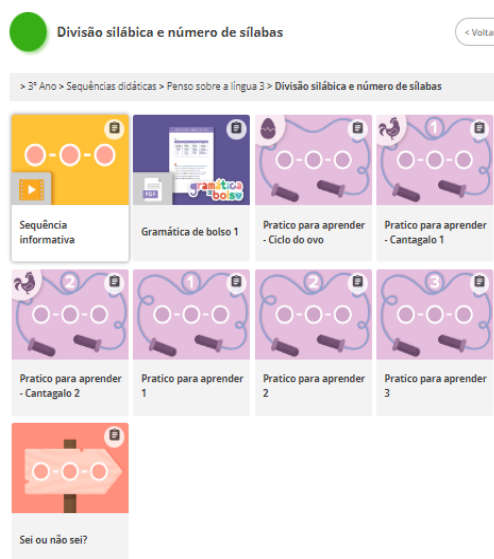 Divisão silábica e número de sílabas
< Volta
> 3º Ano > Sequências didáticas > Penso sobre a língua 3 > Divisão silábica e número de sílabas
PDF
gramática
de bolso
Sequência
informativa
Gramática de bolso 1
Pratico para aprender
- Ciclo do ovo
1
Pratico para aprender
- Cantagalo 1
2
Pratico para aprender
- Cantagalo 2
1
Pratico para aprender
1
2
Pratico para aprender
2
3
Pratico para aprender
3
Sei ou não sei?